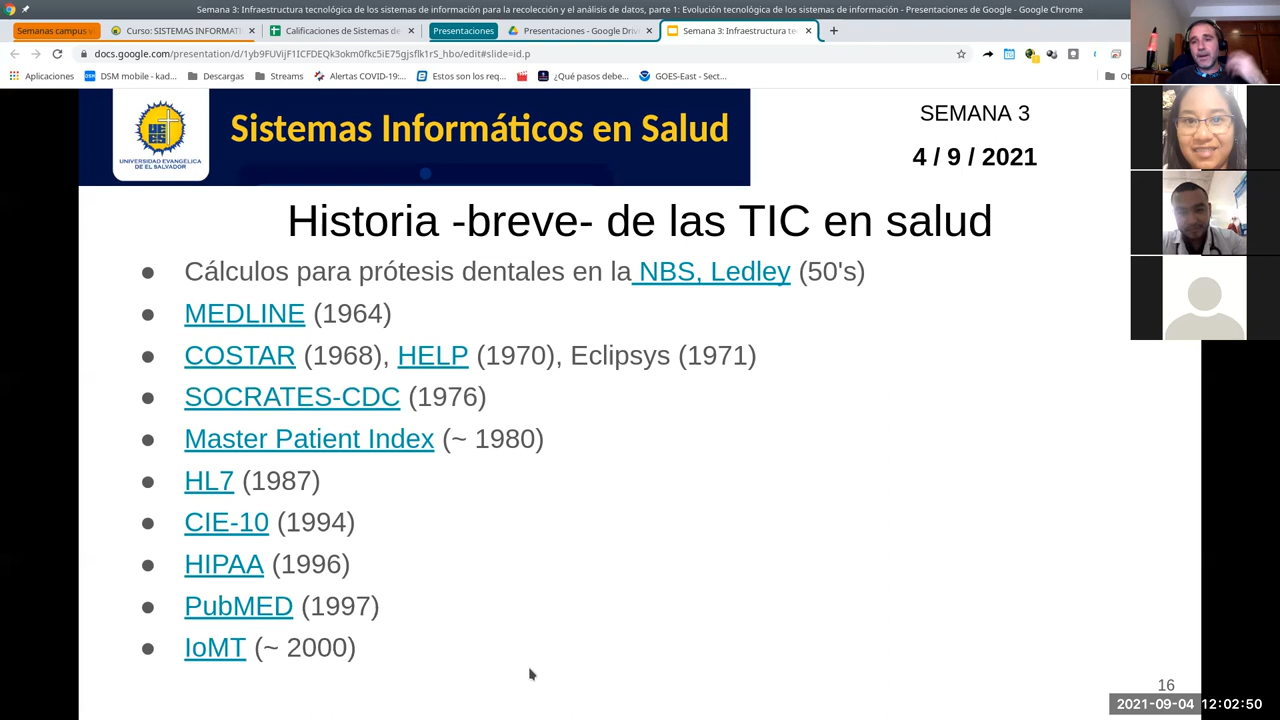 Semana 3: Infraestructura tecnológica de los sistemas de información para la recolección y el análisis de datos, parte 1: Evolución tecnológica de los sistemas de información - Presentaciones de Google - Google Chrome
Semanas campus v
Curso: SISTEMAS INFORMAT
Calificaciones de Sistemas de
Presentaciones
Presentaciones - Google Driv
Semana 3: Infraestructura te
docs.google.com/presentation/d/1yb9FUVijF1ICFDEQk3okm0fkc5iE75gjsflk1rS_hbo/edit#slide=id.p
Aplicaciones
DSM mobile - kad...
Descargas
Streams
Alertas COVID-19:...
Estos son los req...
¿Qué pasos debe...
GOES-East - Sect...
Ot
UNIVERSIDAD EVANGÉLICA
DE EL SALVADOR
Sistemas Informáticos en Salud
SEMANA 3
4 / 9 / 2021
Historia -breve- de las TIC en salud
● Cálculos para prótesis dentales en la NBS, Ledley (50's)
● MEDLINE (1964)
● COSTAR (1968), HELP (1970), Eclipsys (1971)
● SOCRATES-CDC (1976)
● Master Patient Index (~ 1980)
● HL7 (1987)
● CIE-10 (1994)
● HIPAA (1996)
● PubMED (1997)
● IoMT (~ 2000)
16
2021-09-04 12:02:50